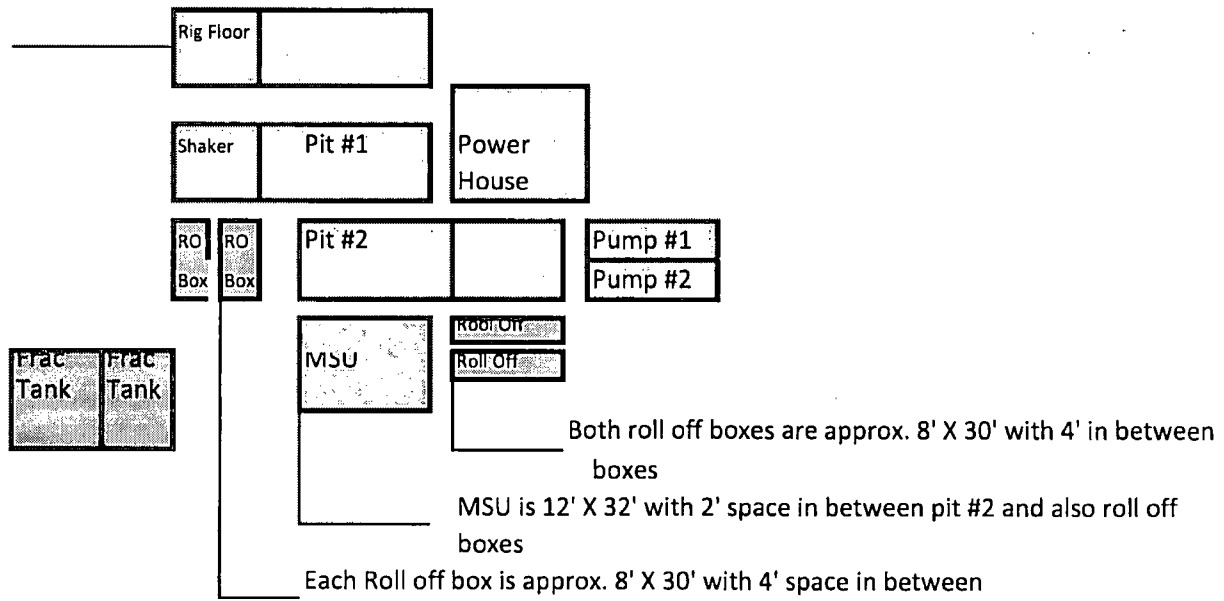 Rig Floor
Shaker
Pit #1
Power
House
RO
Box
RO
Box
Pit #2
Pump #1
Pump #2
MSU
Rool Off
Roll Off
Frac
Tank
Frac
Tank
Both roll off boxes are approx. 8' X 30' with 4' in between
boxes
MSU is 12' X 32' with 2' space in between pit #2 and also roll off
boxes
Each Roll off box is approx. 8' X 30' with 4' space in between